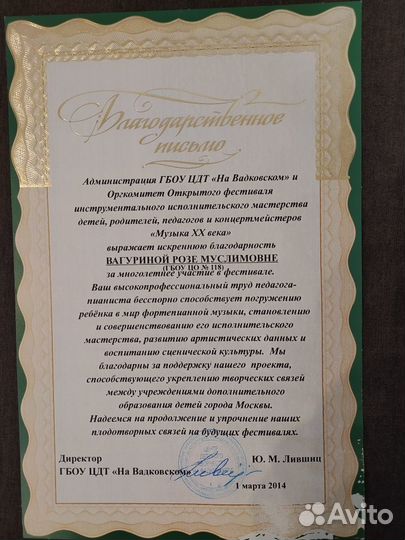 Благодарственное
письмо
Администрация ГБОУ ЦДТ «На Вадковском» и
Оргкомитет Открытого фестиваля
инструментального исполнительского мастерства
детей, родителей, педагогов и концертмейстеров
«Музыка XX века»
выражает искреннюю благодарность
ВАГУРИНОЙ РОЗЕ МУСЛИМОВНЕ
(ГБОУ ЦО № 118)
за многолетнее участие в фестивале.
Ваш высокопрофессиональный труд педагога-
пианиста бесспорно способствует погружению
ребёнка в мир фортепианной музыки, становлению
и совершенствованию его исполнительского
мастерства, развитию артистических данных и
воспитанию сценической культуры. Мы
благодарны за поддержку нашего проекта,
способствующего укреплению творческих связей
между учреждениями дополнительного
образования детей города Москвы.
Надеемся на продолжение и упрочнение наших
плодотворных связей на будущих фестивалях.
Директор Ю. М. Лившиц
ГБОУ ЦДТ «На Вадковском»
1 марта 2014
Avito